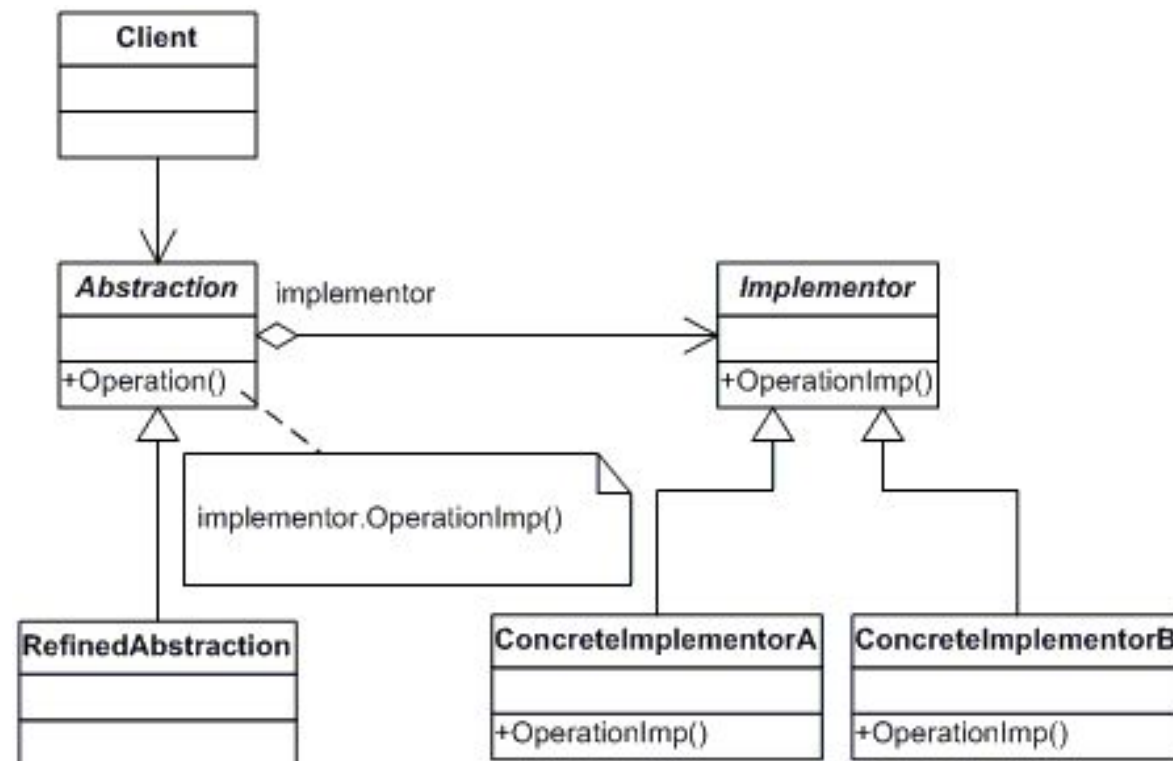 Client
Abstraction
implementor
Implementor
+Operation()
+OperationImp()
implementor.OperationImp()
RefinedAbstraction
ConcreteImplementorA
ConcreteImplementorB
+OperationImp()
+OperationImp()